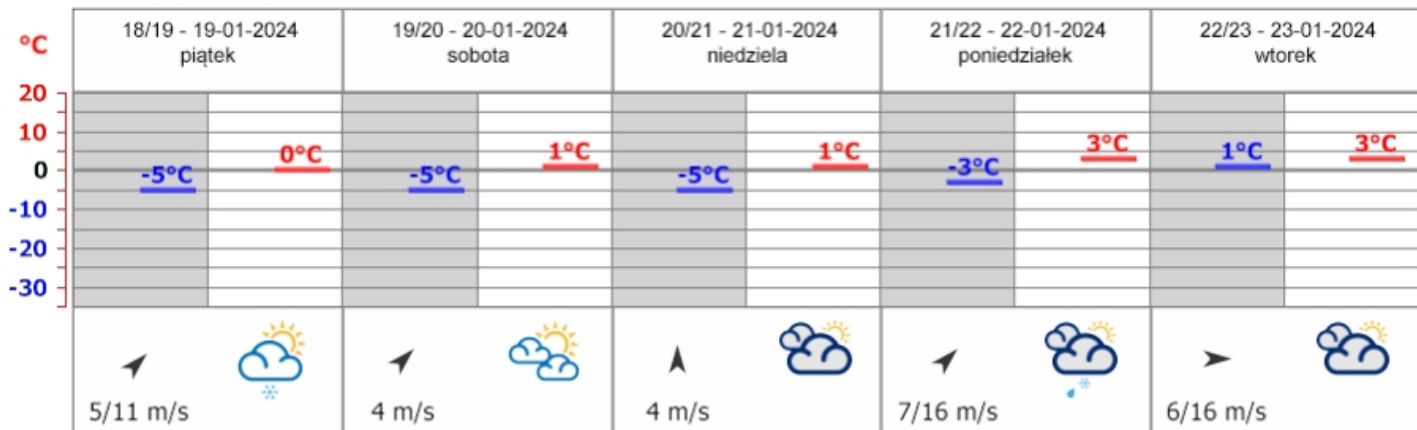 °C
18/19 - 19-01-2024
piątek
19/20 - 20-01-2024
sobota
20/21 - 21-01-2024
niedziela
21/22 - 22-01-2024
poniedziałek
22/23 - 23-01-2024
wtorek
20
10
0
-10
-20
-30
-5°C
0°C
-5°C
1°C
-5°C
1°C
-3°C
3°C
1°C
3°C
5/11 m/s
4 m/s
4 m/s
7/16 m/s
6/16 m/s